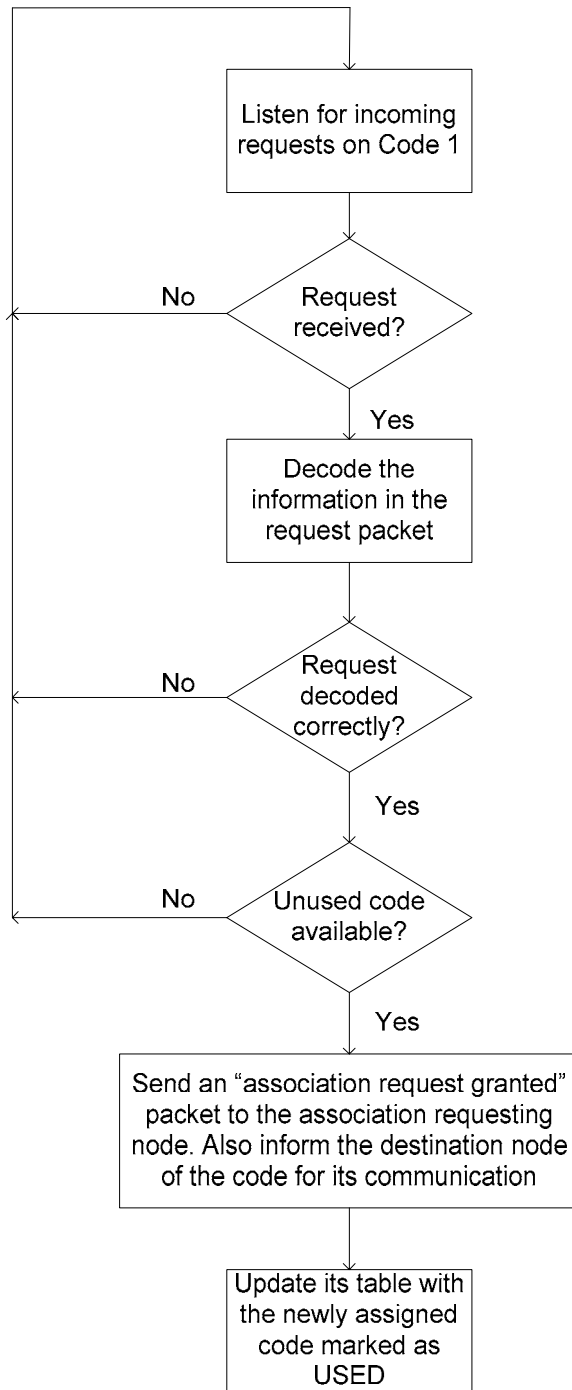 Listen for incoming
requests on Code 1
No
Request
received?
Yes
Decode the
information in the
request packet
No
Request
decoded
correctly?
Yes
No
Unused code
available?
Yes
Send an “association request granted”
packet to the association requesting
node. Also inform the destination node
of the code for its communication
Update its table with
the newly assigned
code marked as
USED